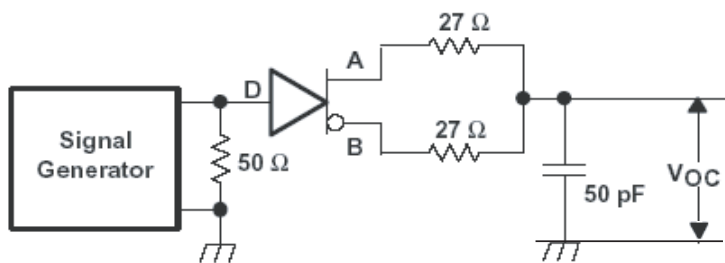 27 Ω
A
D
Signal
Generator
50 Ω
B
27 Ω
50 pF
VOC